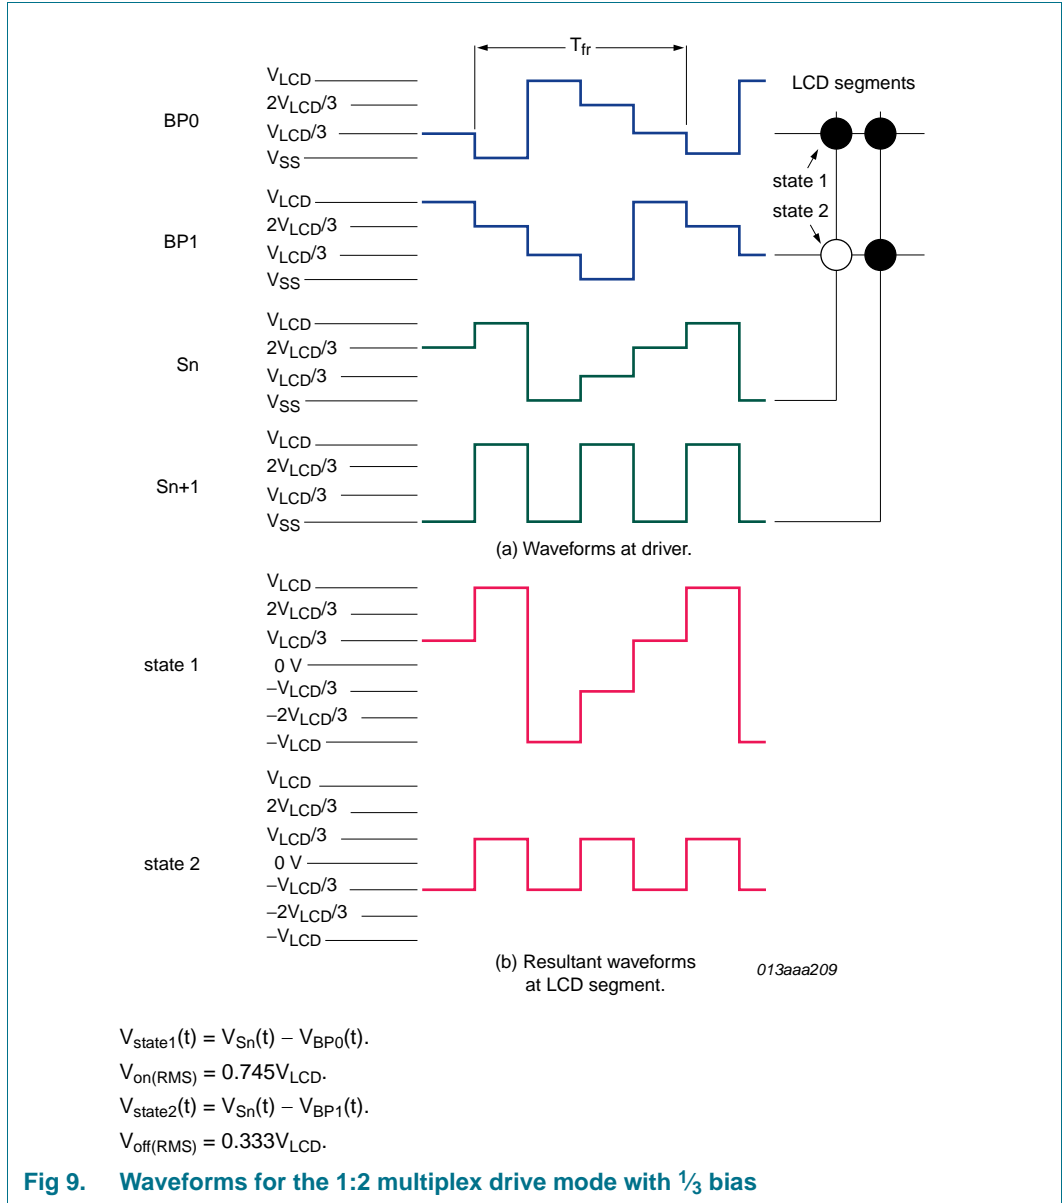 T_fr
V_LCD
2V_LCD/3
BP0
V_LCD/3
V_SS
LCD segments
state 1
state 2
V_LCD
2V_LCD/3
BP1
V_LCD/3
V_SS
V_LCD
2V_LCD/3
Sn
V_LCD/3
V_SS
V_LCD
2V_LCD/3
Sn+1
V_LCD/3
V_SS
(a) Waveforms at driver.
V_LCD
2V_LCD/3
V_LCD/3
state 1
0 V
−V_LCD/3
−2V_LCD/3
−V_LCD
V_LCD
2V_LCD/3
V_LCD/3
state 2
0 V
−V_LCD/3
−2V_LCD/3
−V_LCD
(b) Resultant waveforms
at LCD segment.
013aaa209
V_state1(t) = V_Sn(t) − V_BP0(t).
V_on(RMS) = 0.745V_LCD.
V_state2(t) = V_Sn(t) − V_BP1(t).
V_off(RMS) = 0.333V_LCD.
Fig 9. Waveforms for the 1:2 multiplex drive mode with 1⁄3 bias